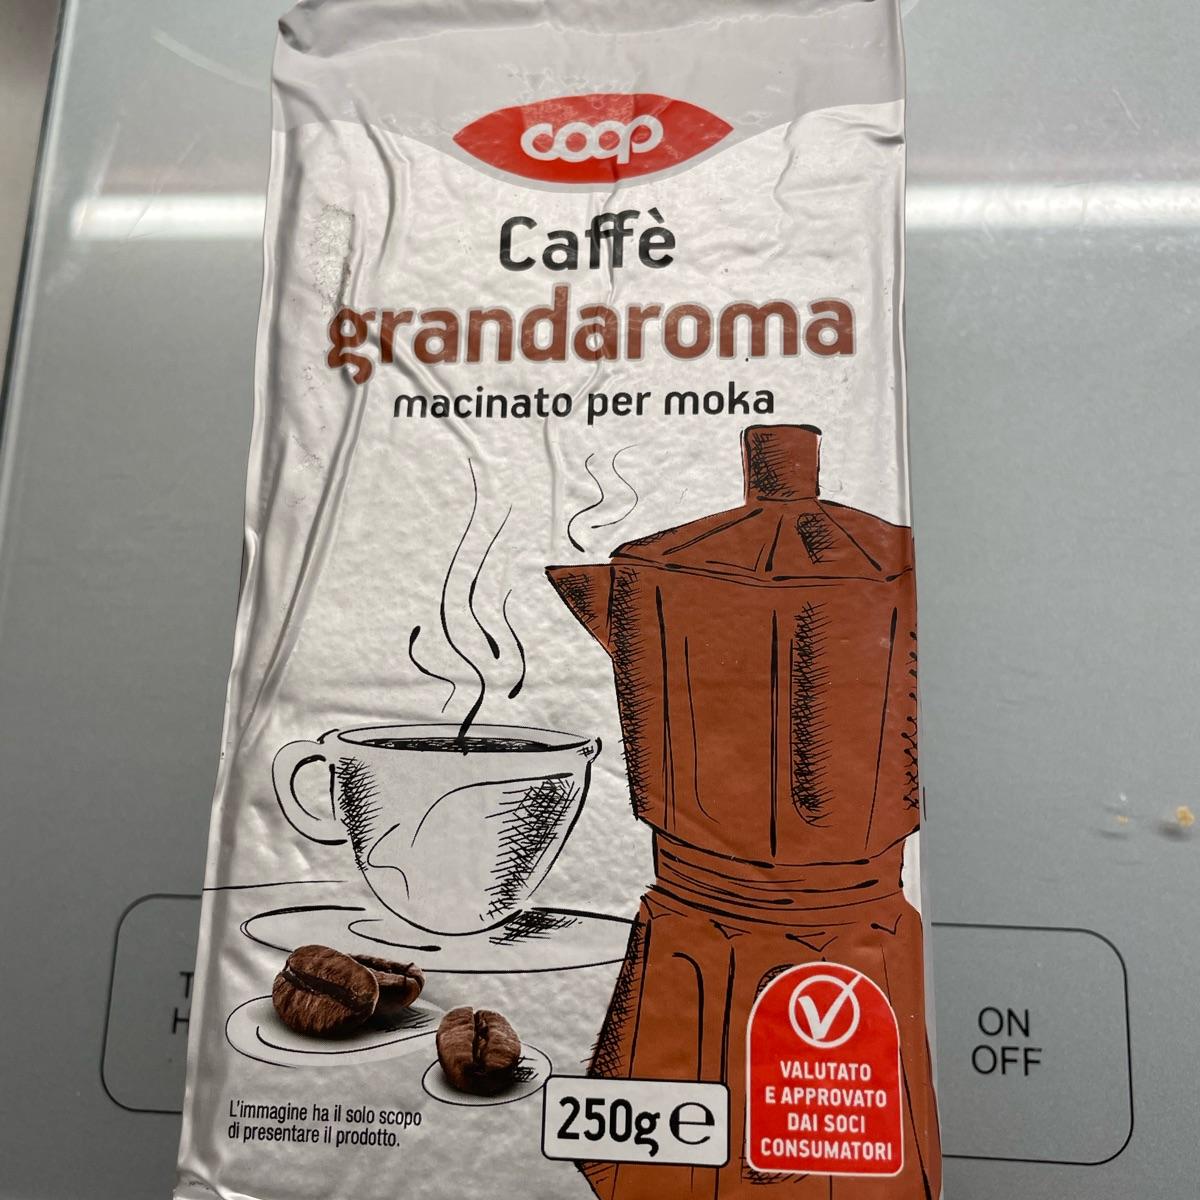 coop
Caffè
grandaroma
macinato per moka
L'immagine ha il solo scopo
di presentare il prodotto.
250g e
VALUTATO
E APPROVATO
DAI SOCI
CONSUMATORI
ON
OFF